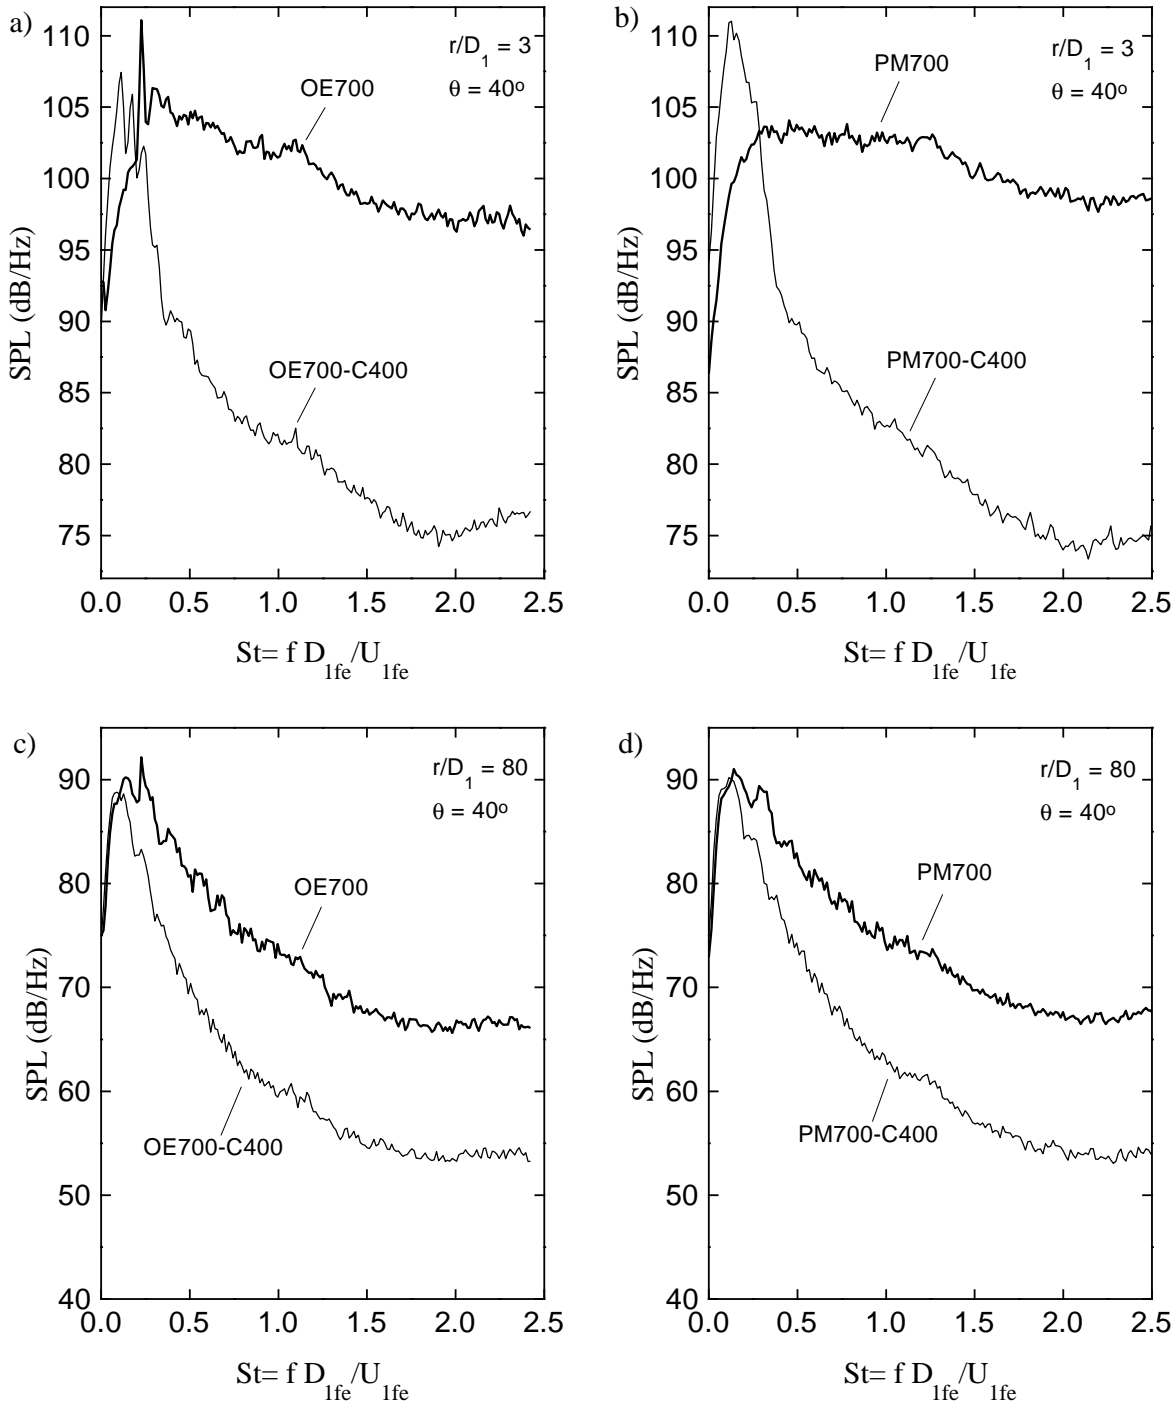 a)
r/D1 = 3
θ = 40º
OE700
OE700-C400
SPL (dB/Hz)
110
105
100
95
90
85
80
75
0.0 0.5 1.0 1.5 2.0 2.5
St= f D1fe/U1fe
b)
r/D1 = 3
θ = 40º
PM700
PM700-C400
SPL (dB/Hz)
110
105
100
95
90
85
80
75
0.0 0.5 1.0 1.5 2.0 2.5
St= f D1fe/U1fe
c)
r/D1 = 80
θ = 40º
OE700
OE700-C400
SPL (dB/Hz)
90
80
70
60
50
40
0.0 0.5 1.0 1.5 2.0 2.5
St= f D1fe/U1fe
d)
r/D1 = 80
θ = 40º
PM700
PM700-C400
SPL (dB/Hz)
90
80
70
60
50
40
0.0 0.5 1.0 1.5 2.0 2.5
St= f D1fe/U1fe